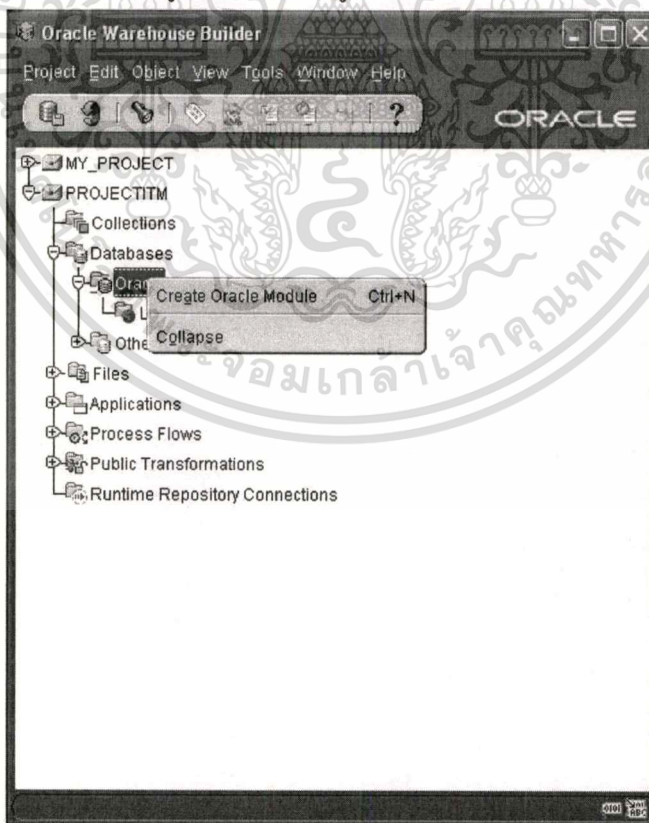 Oracle Warehouse Builder
Project Edit Object View Tools Window Help
ORACLE
MY_PROJECT
PROJECTITM
Collections
Databases
Create Oracle Module Ctrl+N
Collapse
Files
Applications
Process Flows
Public Transformations
Runtime Repository Connections